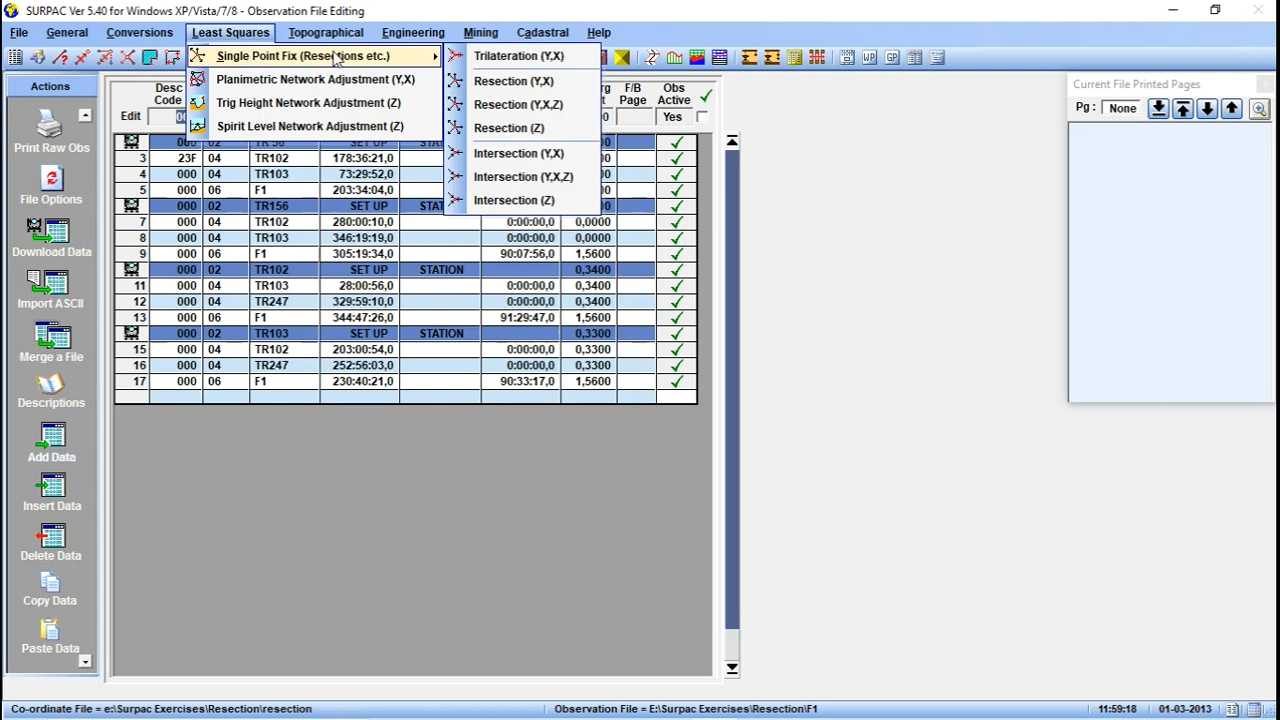 SURPAC Ver 5.40 for Windows XP/Vista/7/8 - Observation File Editing
File General Conversions Least Squares Topographical Engineering Mining Cadastral Help
WP GP
Single Point Fix (Resections etc.)
Planimetric Network Adjustment (Y,X)
Trig Height Network Adjustment (Z)
Spirit Level Network Adjustment (Z)
Trilateration (Y,X)
Resection (Y,X)
Resection (Y,X,Z)
Resection (Z)
Intersection (Y,X)
Intersection (Y,X,Z)
Intersection (Z)
Actions
Print Raw Obs
File Options
Download Data
Import ASCII
Merge a File
Descriptions
Add Data
Insert Data
Delete Data
Copy Data
Paste Data
Desc Code F/B Page Obs Active
Edit Yes
3 23F 04 TR102 178:36:21,0
4 000 04 TR103 73:29:52,0
5 000 06 F1 203:34:04,0
000 02 TR156 SET UP
7 000 04 TR102 280:00:10,0 0:00:00,0 0,0000
8 000 04 TR103 346:19:19,0 0:00:00,0 0,0000
9 000 06 F1 305:19:34,0 90:07:56,0 1,5600
000 02 TR102 SET UP STATION 0,3400
11 000 04 TR103 28:00:56,0 0:00:00,0 0,3400
12 000 04 TR247 329:59:10,0 0:00:00,0 0,3400
13 000 06 F1 344:47:26,0 91:29:47,0 1,5600
000 02 TR103 SET UP STATION 0,3300
15 000 04 TR102 203:00:54,0 0:00:00,0 0,3300
16 000 04 TR247 252:56:03,0 0:00:00,0 0,3300
17 000 06 F1 230:40:21,0 90:33:17,0 1,5600
Current File Printed Pages
Pg : None
Co-ordinate File = e:\Surpac Exercises\Resection\resection
Observation File = E:\Surpac Exercises\Resection\F1
11:59:18 01-03-2013